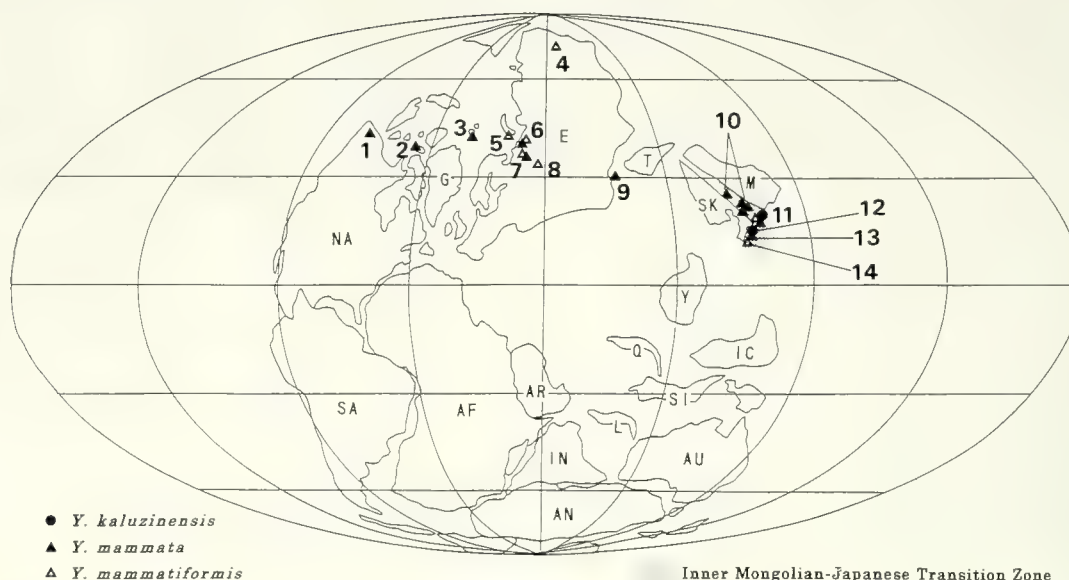 4
10
3
6
1
2
5
E
T
7
8
9
M
G
SK
11
12
13
NA
14
Y
Q
IC
AR
SI
SA
AF
L
IN
AU
AN
Y. kaluzinensis
Y. mammata
Y. mammatiformis
Inner Mongolian-Japanese Transition Zone